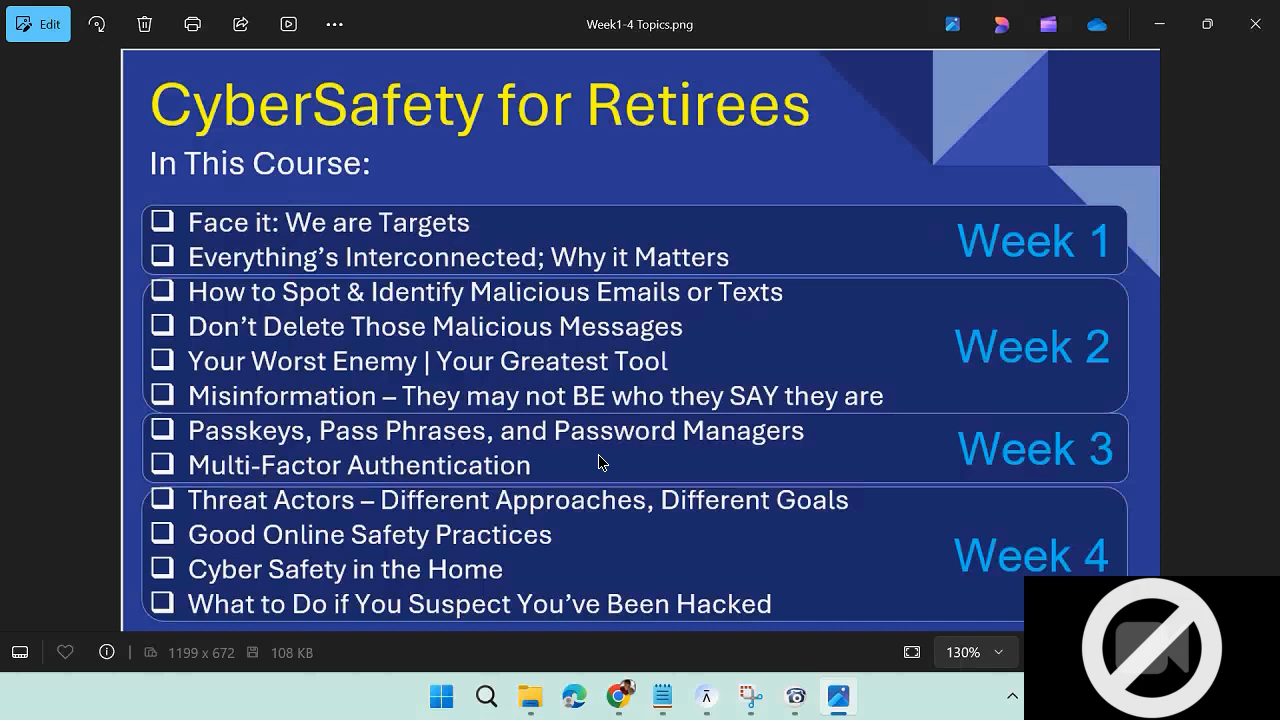 Edit
Week1-4 Topics.png
CyberSafety for Retirees
In This Course:
❑ Face it: We are Targets
❑ Everything’s Interconnected; Why it Matters
Week 1
❑ How to Spot & Identify Malicious Emails or Texts
❑ Don’t Delete Those Malicious Messages
❑ Your Worst Enemy | Your Greatest Tool
❑ Misinformation – They may not BE who they SAY they are
Week 2
❑ Passkeys, Pass Phrases, and Password Managers
❑ Multi-Factor Authentication
Week 3
❑ Threat Actors – Different Approaches, Different Goals
❑ Good Online Safety Practices
❑ Cyber Safety in the Home
❑ What to Do if You Suspect You’ve Been Hacked
Week 4
1199 x 672
108 KB
130%